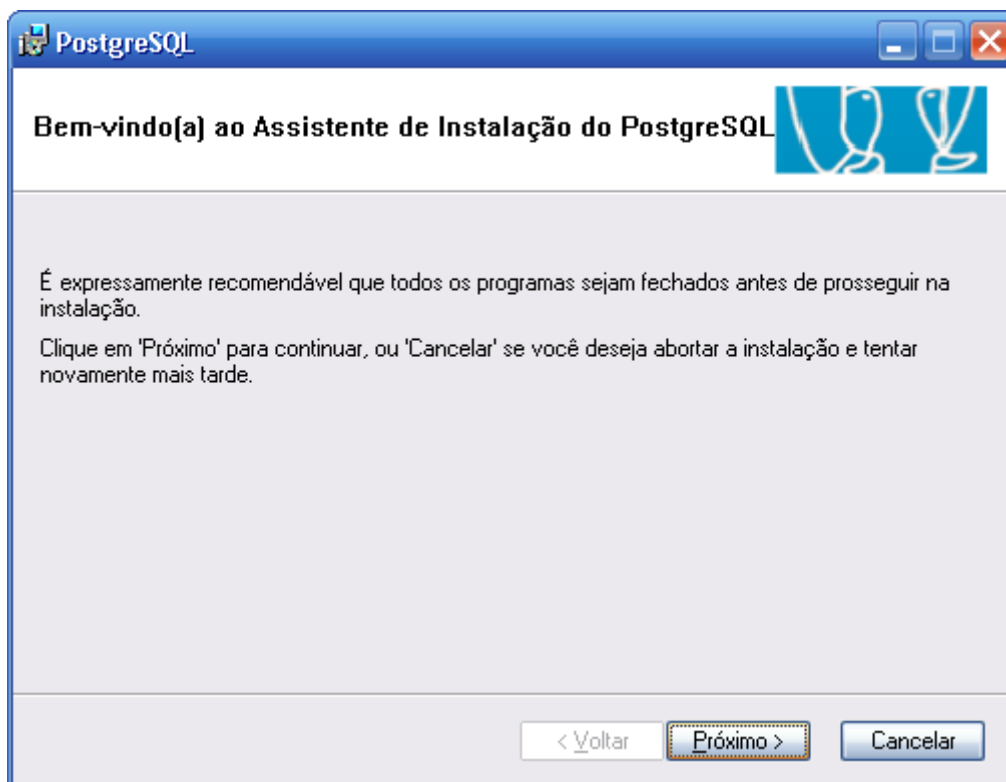 PostgreSQL
Bem-vindo(a) ao Assistente de Instalação do PostgreSQL
É expressamente recomendável que todos os programas sejam fechados antes de prosseguir na
instalação.
Clique em 'Próximo' para continuar, ou 'Cancelar' se você deseja abortar a instalação e tentar
novamente mais tarde.
< Voltar Próximo > Cancelar